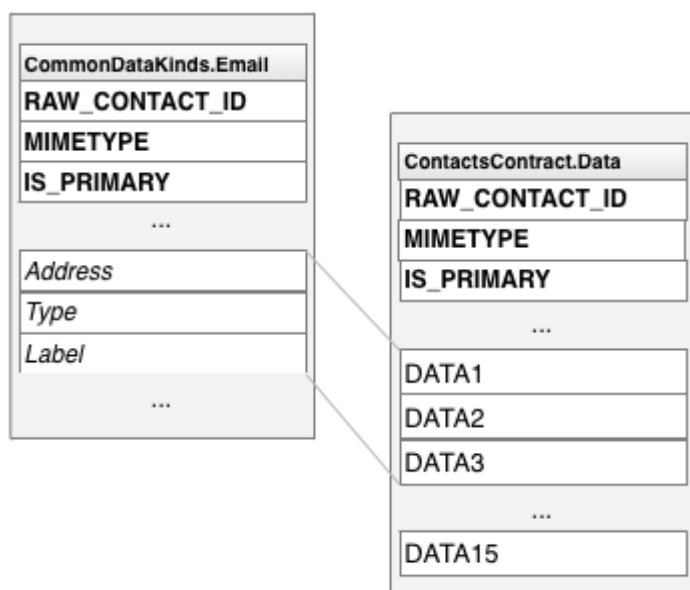 CommonDataKinds.Email
RAW_CONTACT_ID
MIMETYPE
IS_PRIMARY
...
Address
Type
Label
...
ContactsContract.Data
RAW_CONTACT_ID
MIMETYPE
IS_PRIMARY
...
DATA1
DATA2
DATA3
...
DATA15